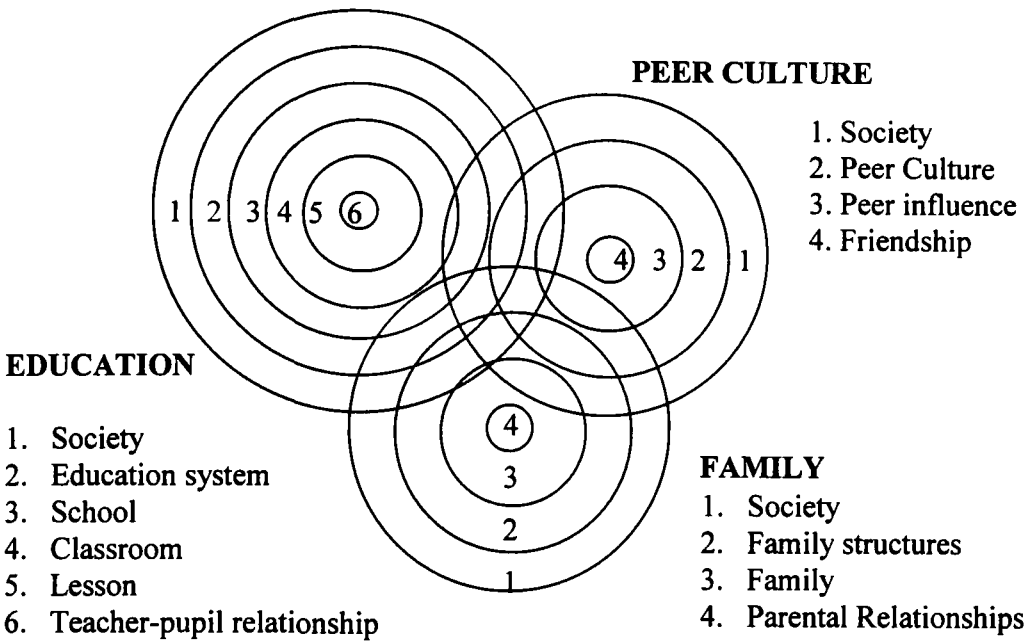 PEER CULTURE
1. Society
2. Peer Culture
3. Peer influence
4. Friendship
1 2 3 4 5 6
4 3 2 1
EDUCATION
1. Society
2. Education system
3. School
4. Classroom
5. Lesson
6. Teacher-pupil relationship
4
3
2
1
FAMILY
1. Society
2. Family structures
3. Family
4. Parental Relationships